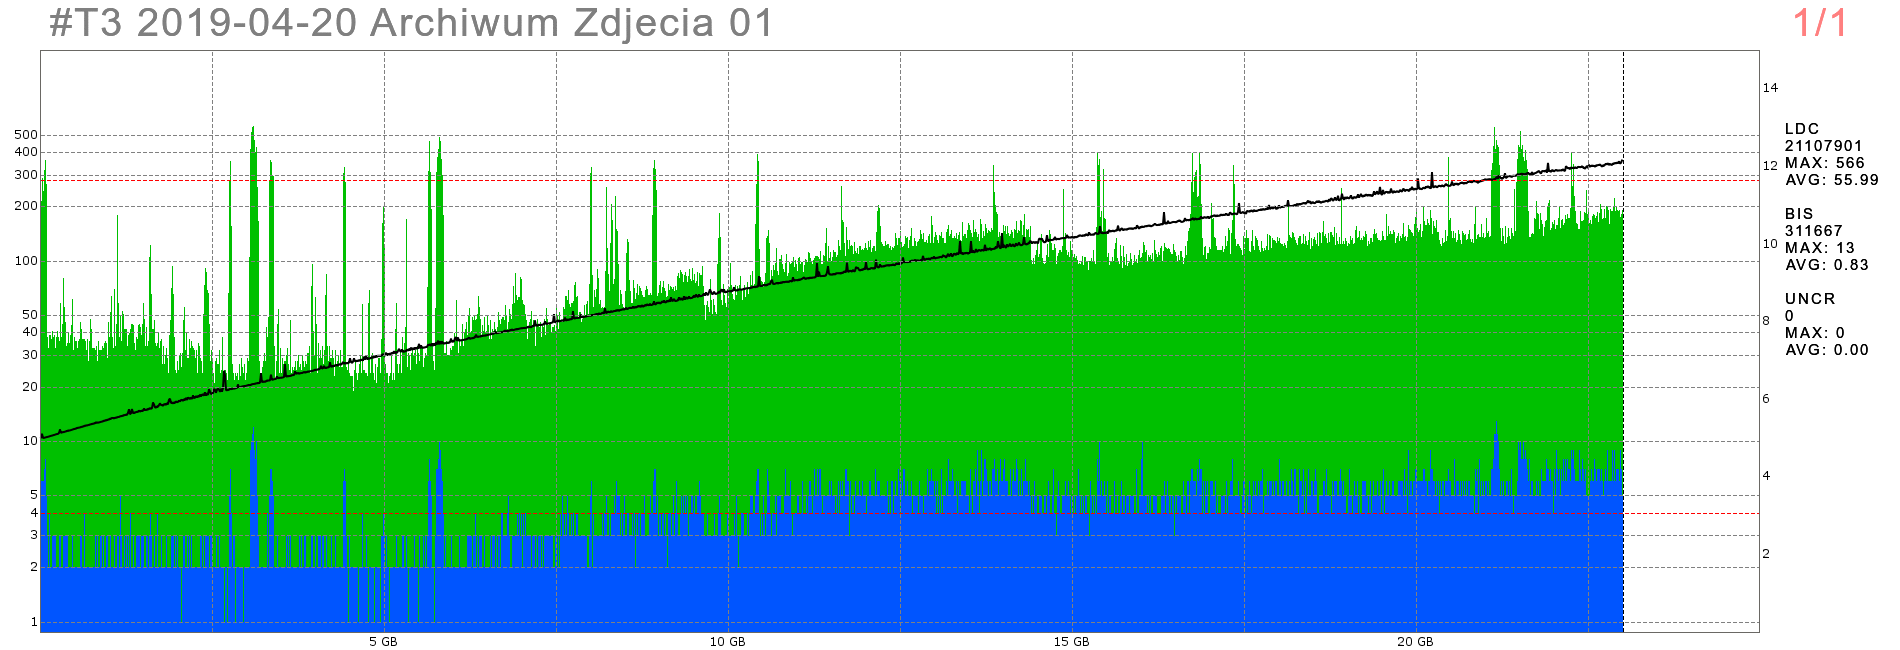 #T3 2019-04-20 Archiwum Zdjecia 01
1/1
500
400
300
200
100
50
40
30
20
10
5
4
3
2
1
14
12
10
8
6
4
2
5 GB
10 GB
15 GB
20 GB
LDC
21107901
MAX: 566
AVG: 55.99
BIS
311667
MAX: 13
AVG: 0.83
UNCR
0
MAX: 0
AVG: 0.00